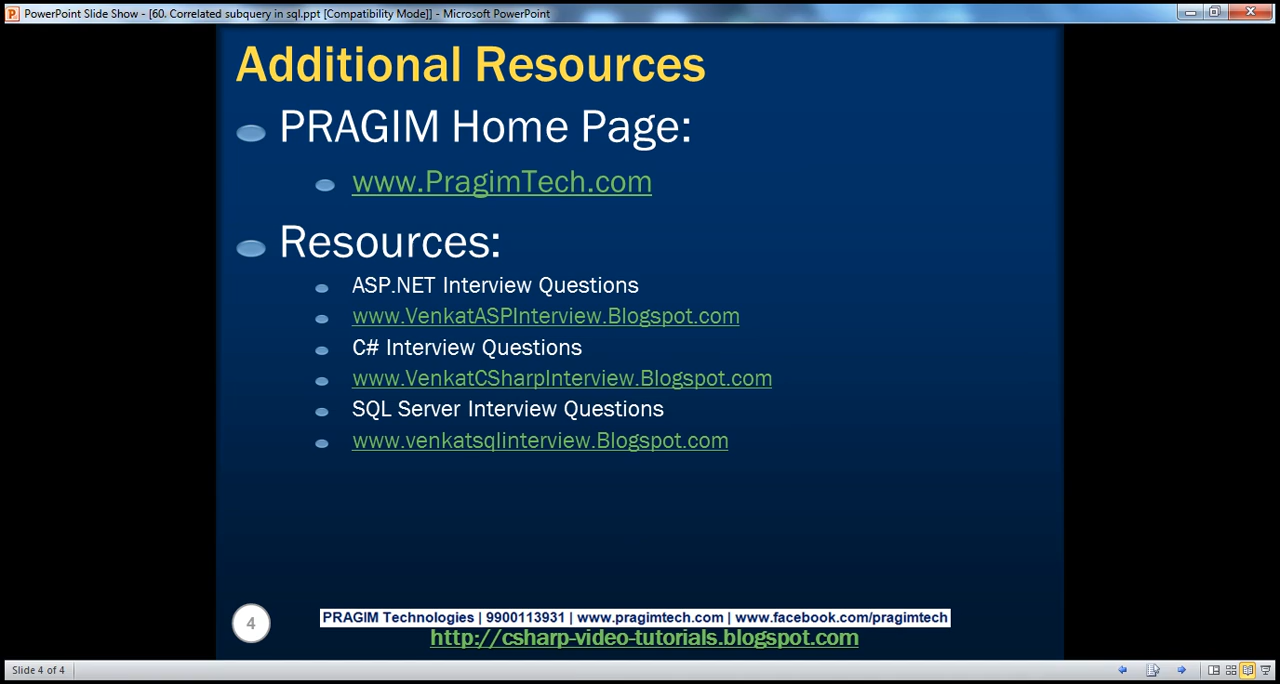 PowerPoint Slide Show - [60. Correlated subquery in sql.ppt [Compatibility Mode]] - Microsoft PowerPoint
Additional Resources
PRAGIM Home Page:
www.PragimTech.com
Resources:
ASP.NET Interview Questions
www.VenkatASPInterview.Blogspot.com
C# Interview Questions
www.VenkatCSharpInterview.Blogspot.com
SQL Server Interview Questions
www.venkatsqlinterview.Blogspot.com
4
PRAGIM Technologies | 9900113931 | www.pragimtech.com | www.facebook.com/pragimtech
http://csharp-video-tutorials.blogspot.com
Slide 4 of 4